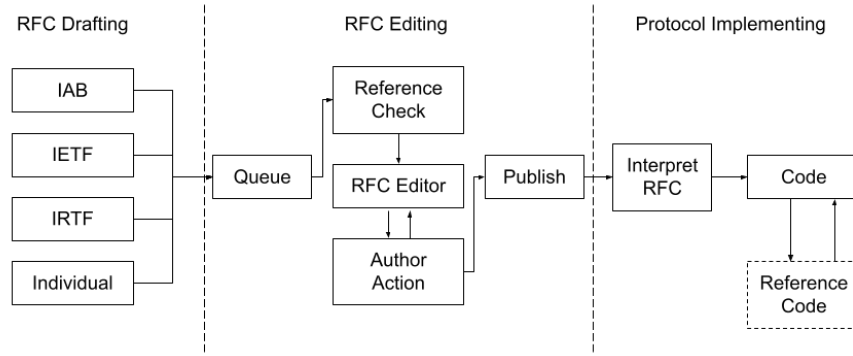 RFC Drafting
RFC Editing
Protocol Implementing
IAB
IETF
IRTF
Individual
Queue
Reference
Check
RFC Editor
Author
Action
Publish
Interpret
RFC
Code
Reference
Code